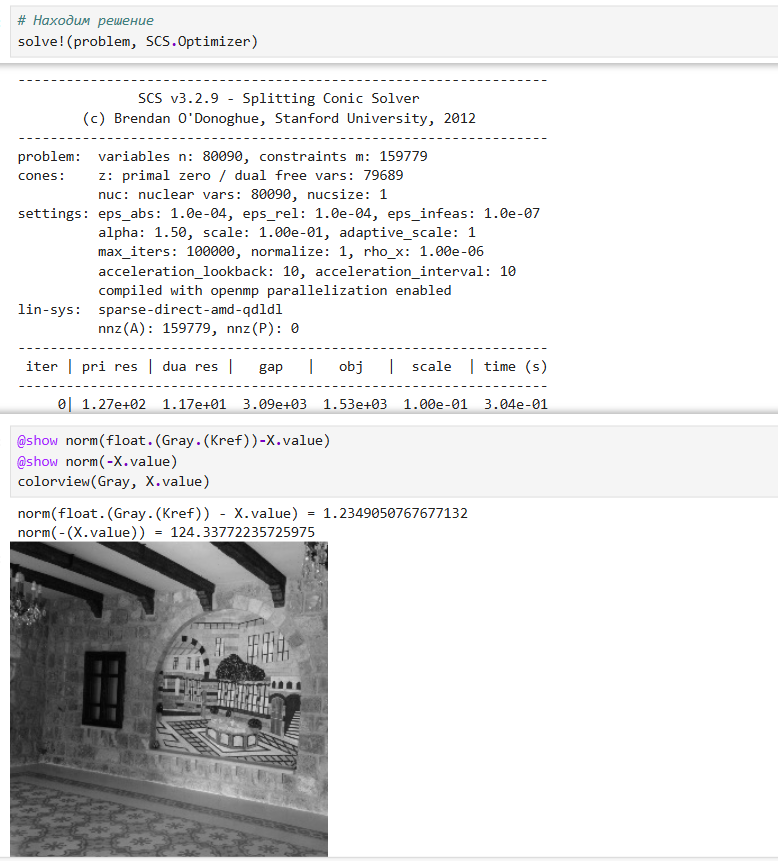 # Находим решение
solve!(problem, SCS.Optimizer)
------------------------------------------------------------------
SCS v3.2.9 - Splitting Conic Solver
(c) Brendan O'Donoghue, Stanford University, 2012
------------------------------------------------------------------
problem:  variables n: 80090, constraints m: 159779
cones:    z: primal zero / dual free vars: 79689
nuc: nuclear vars: 80090, nucsize: 1
settings: eps_abs: 1.0e-04, eps_rel: 1.0e-04, eps_infeas: 1.0e-07
alpha: 1.50, scale: 1.00e-01, adaptive_scale: 1
max_iters: 100000, normalize: 1, rho_x: 1.00e-06
acceleration_lookback: 10, acceleration_interval: 10
compiled with openmp parallelization enabled
lin-sys:  sparse-direct-amd-qdldl
nnz(A): 159779, nnz(P): 0
------------------------------------------------------------------
iter | pri res | dua res |   gap   |   obj   |  scale  | time (s)
------------------------------------------------------------------
0| 1.27e+02  1.17e+01  3.09e+03  1.53e+03  1.00e-01  3.04e-01
@show norm(float.(Gray.(Kref))-X.value)
@show norm(-X.value)
colorview(Gray, X.value)
norm(float.(Gray.(Kref)) - X.value) = 1.2349050767677132
norm(-(X.value)) = 124.33772235725975